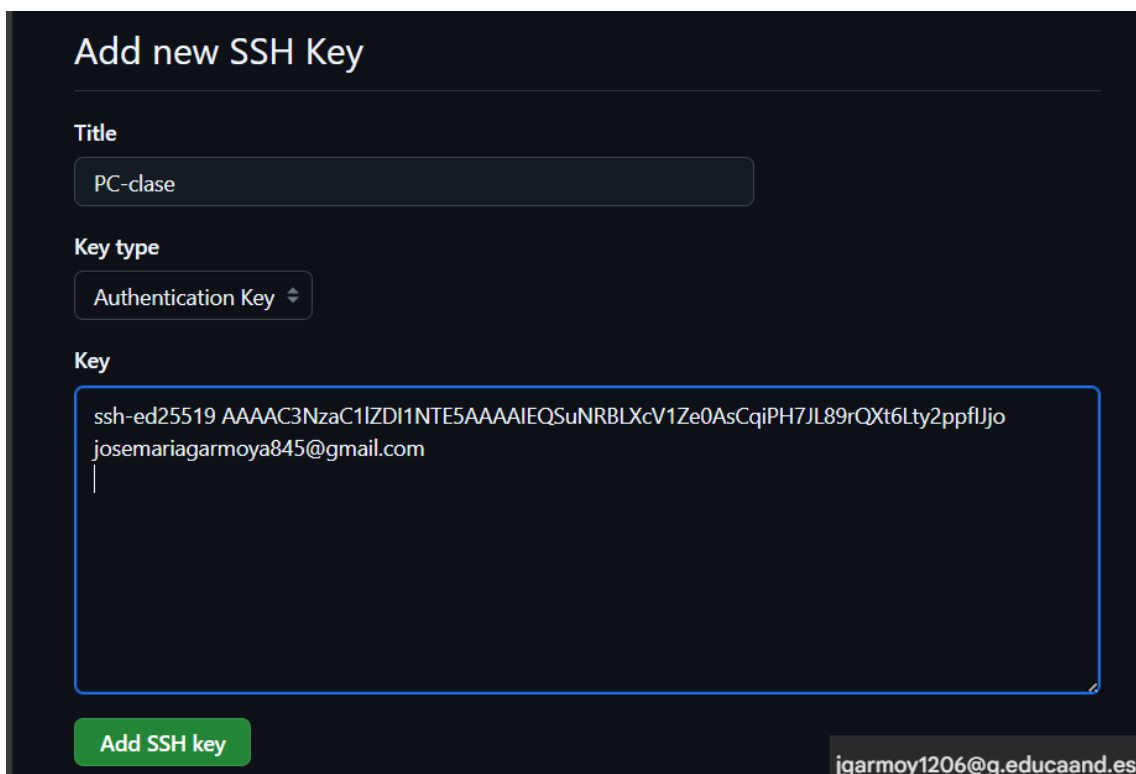 Add new SSH Key
Title
PC-clase
Key type
Authentication Key
Key
ssh-ed25519 AAAAC3NzaC1lZDI1NTE5AAAAIEQSuNRBLXcV1Ze0AsCqiPH7JL89rQXt6Lty2ppflJjo
josemariagarmoya845@gmail.com
Add SSH key
jgarmoy1206@g.educaand.es